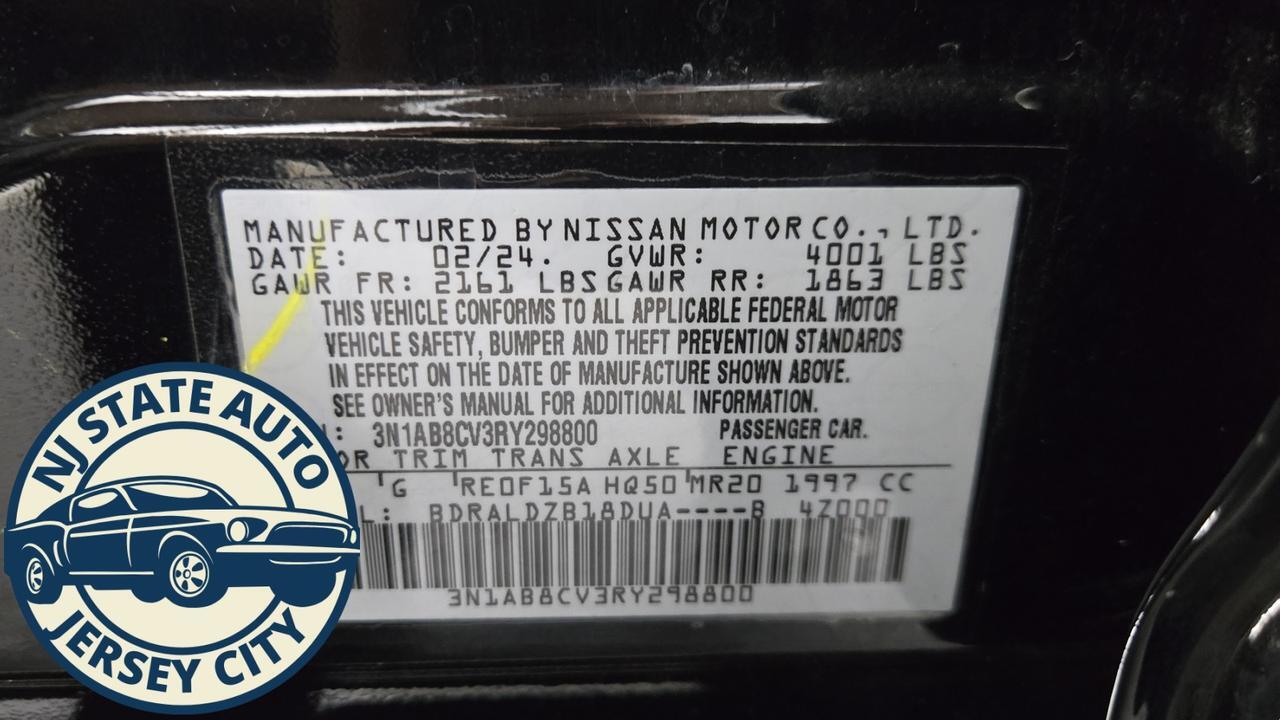 MANUFACTURED BY NISSAN MOTOR CO., LTD.
DATE: 02/24. GVWR: 4001 LBS
GAWR FR: 2161 LBS GAWR RR: 1863 LBS
THIS VEHICLE CONFORMS TO ALL APPLICABLE FEDERAL MOTOR
VEHICLE SAFETY, BUMPER AND THEFT PREVENTION STANDARDS
IN EFFECT ON THE DATE OF MANUFACTURE SHOWN ABOVE.
SEE OWNER'S MANUAL FOR ADDITIONAL INFORMATION.
: 3N1AB8CV3RY298800 PASSENGER CAR.
OR TRIM TRANS AXLE ENGINE
G RE0F15A HQ50 MR20 1997 CC
L: BDRALDZB18DUA----B 4Z000
3N1AB8CV3RY298800
NJ STATE AUTO
JERSEY CITY